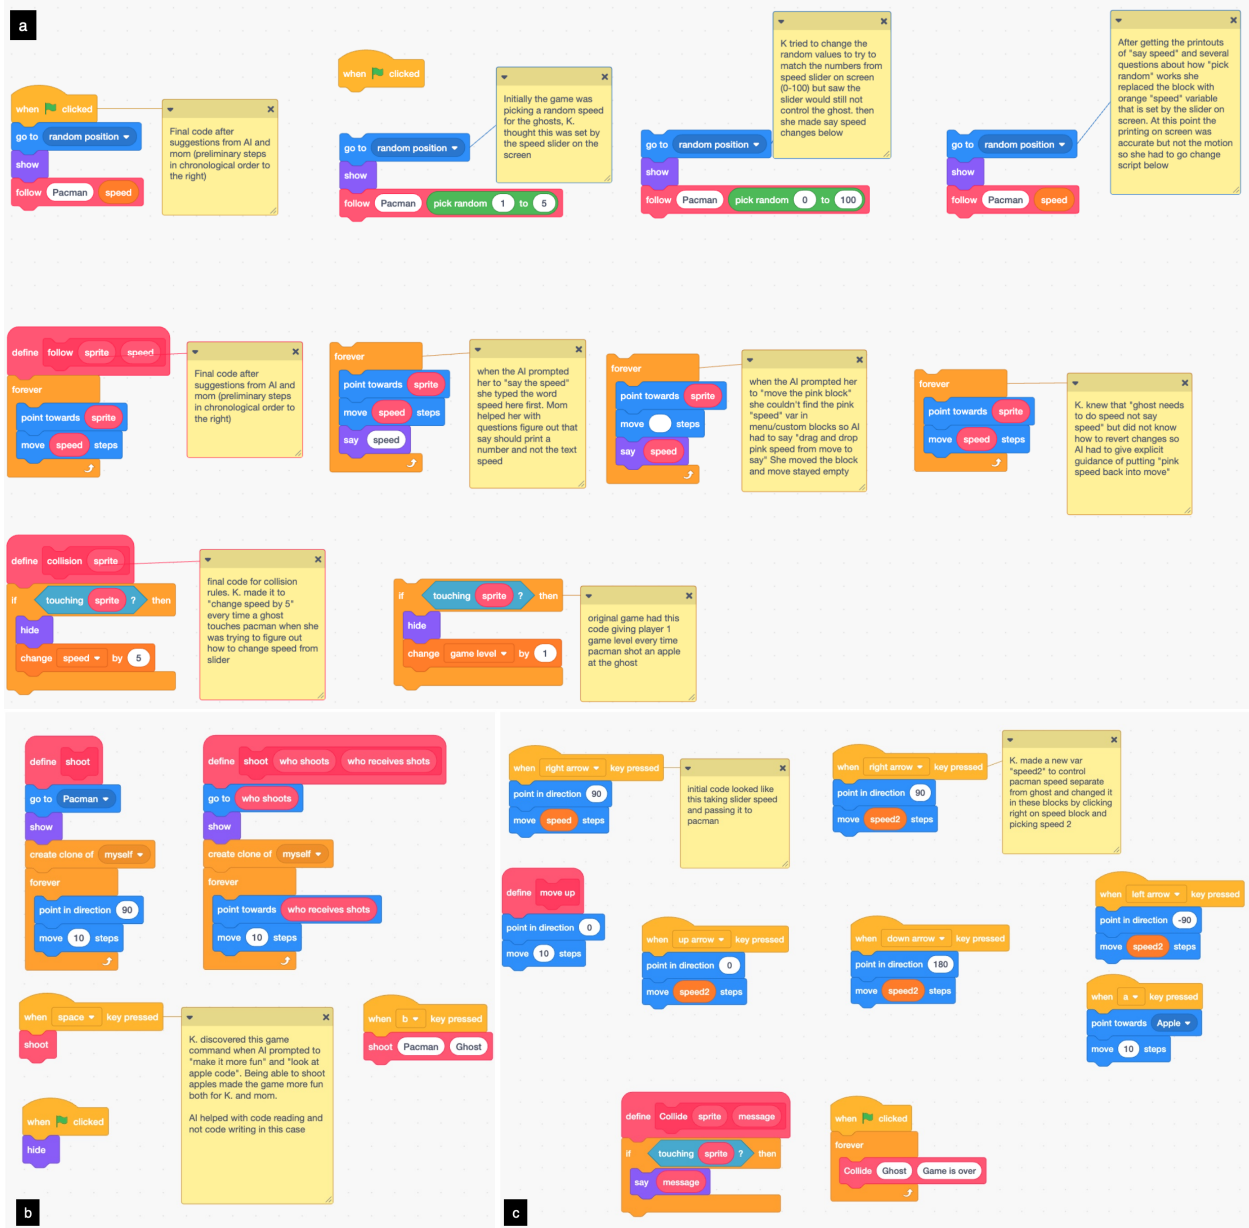 a
when clicked
go to random position
show
follow Pacman speed
Final code after
suggestions from AI and
mom (preliminary steps
in chronological order to
the right)
when clicked
go to random position
show
follow Pacman pick random 1 to 5
Initially the game was
picking a random speed
for the ghosts, K.
thought this was set by
the speed slider on the
screen
go to random position
show
follow Pacman pick random 0 to 100
K tried to change the
random values to try to
match the numbers from
speed slider on screen
(0-100) but saw the
slider would still not
control the ghost. then
she made say speed
changes below
go to random position
show
follow Pacman speed
After getting the printouts
of "say speed" and several
questions about how "pick
random" works she
replaced the block with
orange "speed" variable
that is set by the slider on
screen. At this point the
printing on screen was
accurate but not the motion
so she had to go change
script below
define follow sprite speed
forever
point towards sprite
move speed steps
Final code after
suggestions from AI and
mom (preliminary steps
in chronological order to
the right)
forever
point towards sprite
move speed steps
say speed
when the AI prompted
her to "say the speed"
she typed the word
speed here first. Mom
helped her with
questions figure out that
say should print a
number and not the text
speed
forever
point towards sprite
move steps
say speed
when the AI prompted her
to "move the pink block"
she couldn't find the pink
"speed" var in
menu/custom blocks so AI
had to say "drag and drop
pink speed from move to
say" She moved the block
and move stayed empty
forever
point towards sprite
move speed steps
K. knew that "ghost needs
to do speed not say
speed" but did not know
how to revert changes so
AI had to give explicit
guidance of putting "pink
speed back into move"
define collision sprite
if touching sprite ? then
hide
change speed by 5
final code for collision
rules. K. made it to
"change speed by 5"
every time a ghost
touches pacman when she
was trying to figure out
how to change speed from
slider
if touching sprite ? then
hide
change game level by 1
original game had this
code giving player 1
game level every time
pacman shot an apple
at the ghost
define shoot
go to Pacman
show
create clone of myself
forever
point in direction 90
move 10 steps
define shoot who shoots who receives shots
go to who shoots
show
create clone of myself
forever
point towards who receives shots
move 10 steps
when space key pressed
shoot
K. discovered this game
command when AI prompted to
"make it more fun" and "look at
apple code". Being able to shoot
apples made the game more fun
both for K. and mom.
AI helped with code reading and
not code writing in this case
when b key pressed
shoot Pacman Ghost
when clicked
hide
b
when right arrow key pressed
point in direction 90
move speed steps
initial code looked like
this taking slider speed
and passing it to
pacman
when right arrow key pressed
point in direction 90
move speed2 steps
K. made a new var
"speed2" to control
pacman speed separate
from ghost and changed it
in these blocks by clicking
right on speed block and
picking speed 2
define move up
point in direction 0
move 10 steps
when up arrow key pressed
point in direction 0
move speed2 steps
when down arrow key pressed
point in direction 180
move speed2 steps
when left arrow key pressed
point in direction -90
move speed2 steps
when a key pressed
point towards Apple
move 10 steps
define Collide sprite message
if touching sprite ? then
say message
when clicked
forever
Collide Ghost Game is over
c